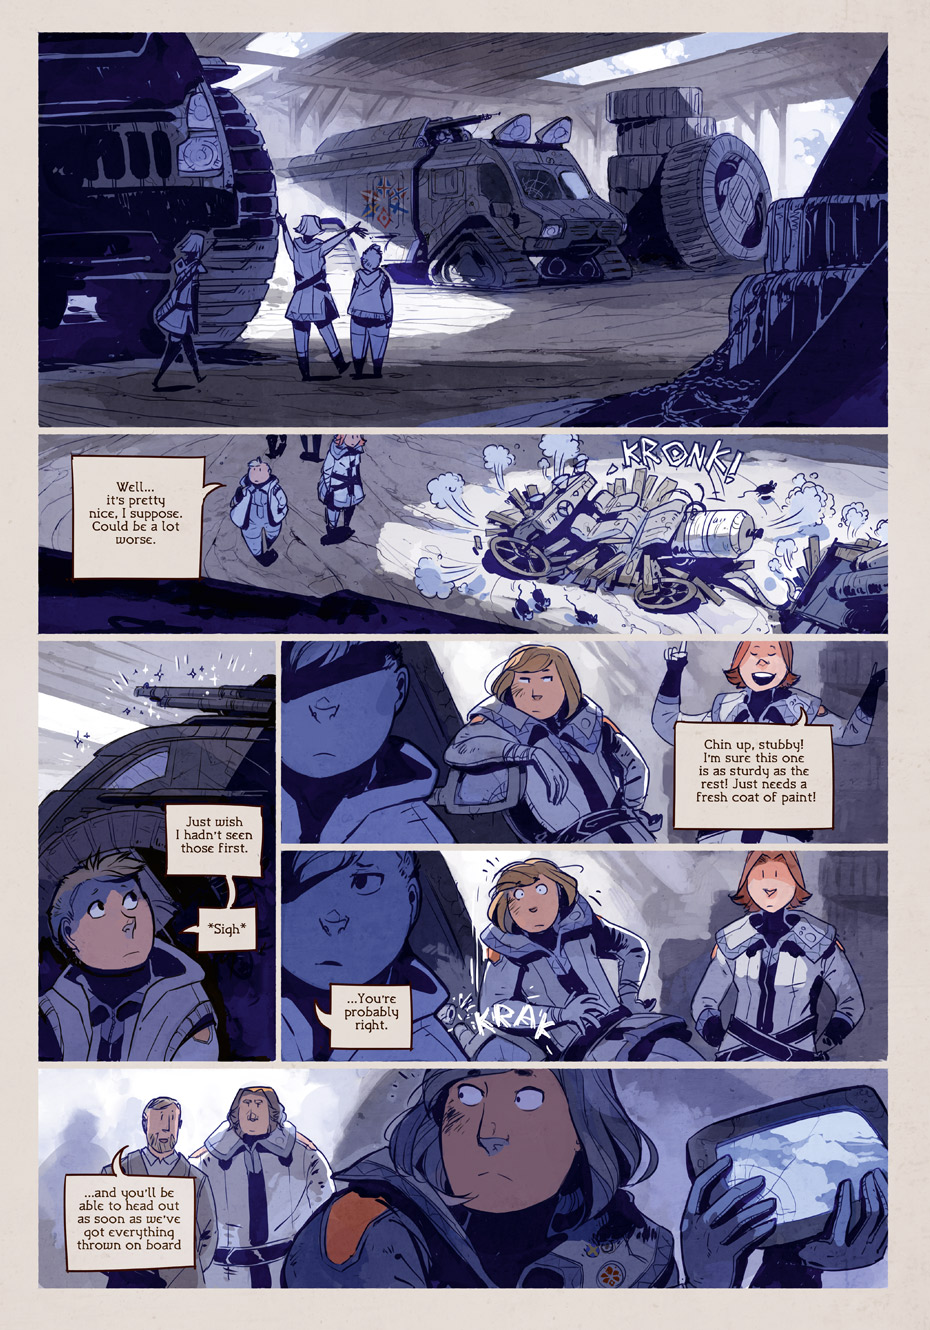 KRONK!
Well...
it's pretty
nice, I suppose.
Could be a lot
worse.
Just wish
I hadn't seen
those first.
*Sigh*
Chin up, stubby!
I'm sure this one
is as sturdy as the
rest! Just needs a
fresh coat of paint!
...You're
probably
right.
KRAK
...and you'll be
able to head out
as soon as we've
got everything
thrown on board